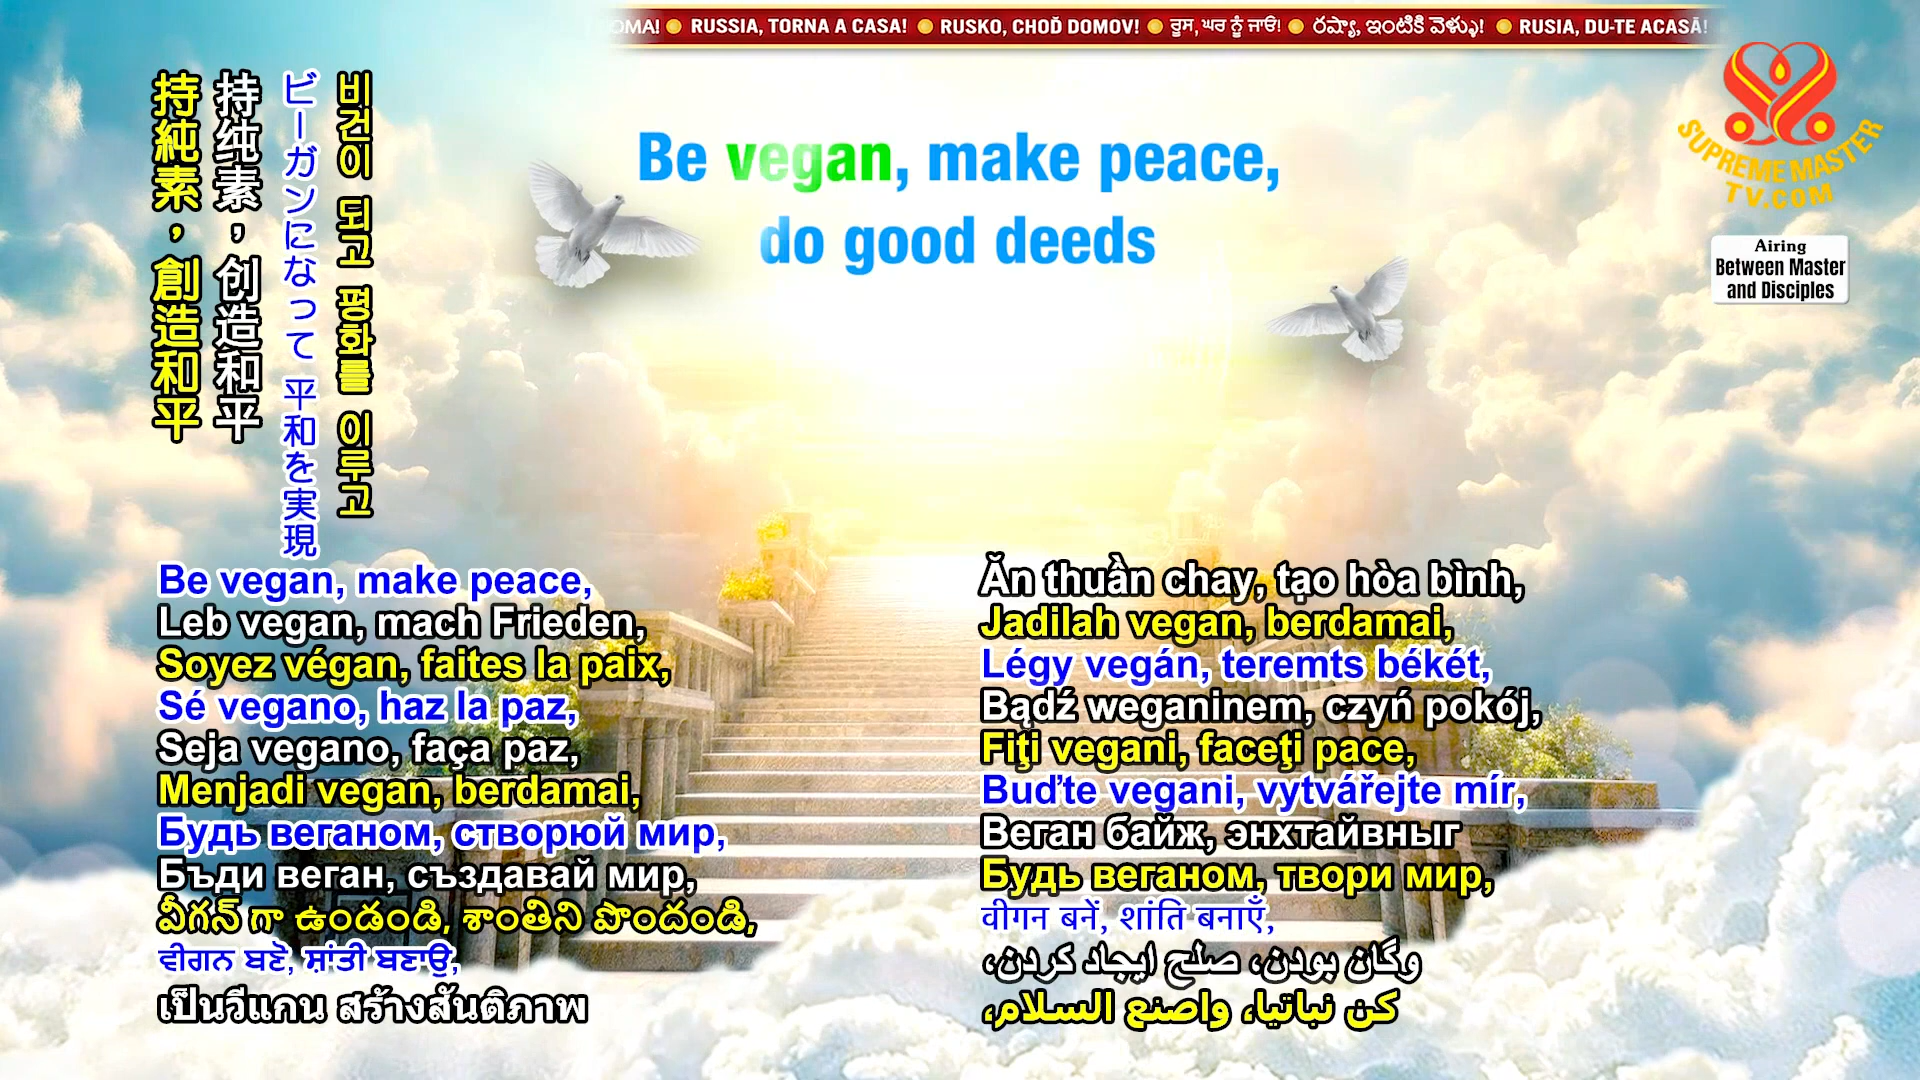 OMA! RUSSIA, TORNA A CASA! RUSKO, CHOĎ DOMOV! ਰੂਸ, ਘਰ ਨੂੰ ਜਾਓ! రష్యా, ఇంటికి వెళ్ళు! RUSIA, DU-TE ACASĂ!
SUPREME MASTER
TV.COM
Airing
Between Master
and Disciples
Be vegan, make peace,
do good deeds
持純素，創造和平
持纯素，创造和平
ビーガンになって 平和を実現
비건이 되고 평화를 이루고
Be vegan, make peace,
Leb vegan, mach Frieden,
Soyez végan, faites la paix,
Sé vegano, haz la paz,
Seja vegano, faça paz,
Menjadi vegan, berdamai,
Будь веганом, створюй мир,
Бъди веган, създавай мир,
వీగన్ గా ఉండండి, శాంతిని పొందండి,
ਵੀਗਨ ਬਣੋ, ਸ਼ਾਂਤੀ ਬਣਾਉ,
เป็นวีแกน สร้างสันติภาพ
Ăn thuần chay, tạo hòa bình,
Jadilah vegan, berdamai,
Légy vegán, teremts békét,
Bądź weganinem, czyń pokój,
Fiţi vegani, faceţi pace,
Buďte vegani, vytvářejte mír,
Веган байж, энхтайвныг
Будь веганом, твори мир,
वीगन बनें, शांति बनाएँ,
وگان بودن، صلح ایجاد کردن،
كن نباتيا، واصنع السلام،